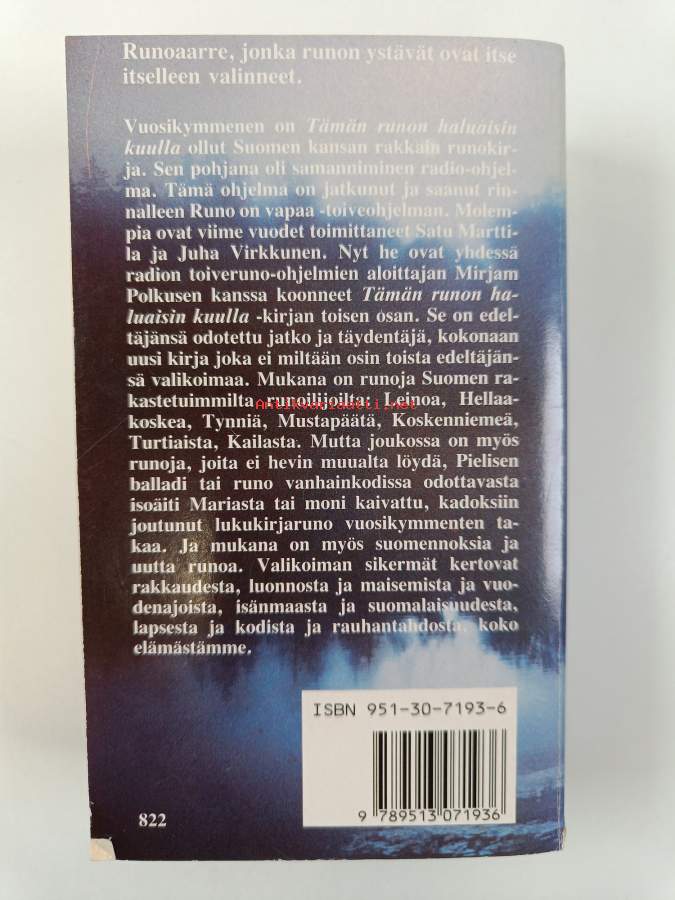 Runoaarre, jonka runon ystävät ovat itse
itselleen valinneet.
Vuosikymmenen on Tämän runon haluaisin
kuulla ollut Suomen kansan rakkain runokir-
ja. Sen pohjana oli samanniminen radio-ohjel-
ma. Tämä ohjelma on jatkunut ja saanut rin-
nalleen Runo on vapaa -toiveohjelman. Molem-
pia ovat viime vuodet toimittaneet Satu Martti-
la ja Juha Virkkunen. Nyt he ovat yhdessä
radion toiveruno-ohjelmien aloittajan Mirjam
Polkusen kanssa koonneet Tämän runon ha-
luaisin kuulla -kirjan toisen osan. Se on edel-
täjänsä odotettu jatko ja täydentäjä, kokonaan
uusi kirja joka ei miltään osin toista edeltäjän-
sä valikoimaa. Mukana on runoja Suomen ra-
kastetuimmilta runoilijoilta: Leinoa, Hellaa-
Antikvariaatti.net
koskea, Tynniä, Mustapäätä, Koskenniemeä,
Turtiaista, Kailasta. Mutta joukossa on myös
runoja, joita ei hevin muualta löydä, Pielisen
balladi tai runo vanhainkodissa odottavasta
isoäiti Mariasta tai moni kaivattu, kadoksiin
joutunut lukukirjaruno vuosikymmenten ta-
kaa. Ja mukana on myös suomennoksia ja
uutta runoa. Valikoiman sikermät kertovat
rakkaudesta, luonnosta ja maisemista ja vuo-
denajoista, isänmaasta ja suomalaisuudesta,
lapsesta ja kodista ja rauhantahdosta, koko
elämästämme.
ISBN 951-30-7193-6
9 789513 071936
822